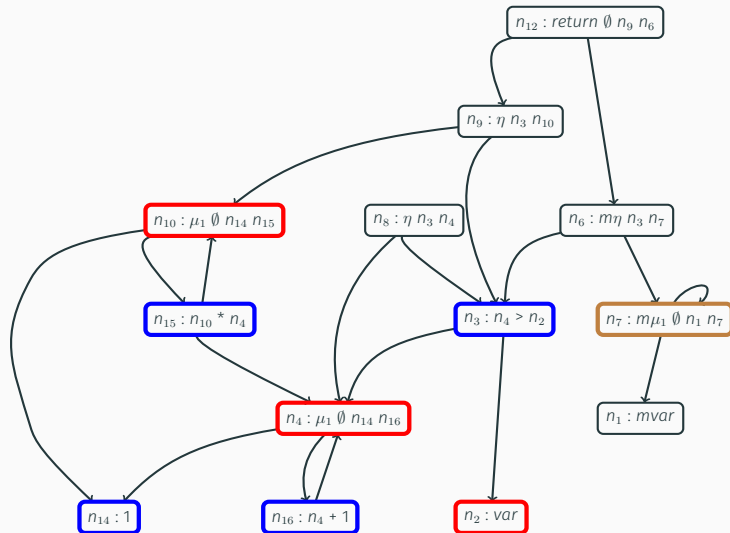 n₁₂ : return ∅ n₉ n₆
n₉ : η n₃ n₁₀
n₁₀ : μ₁ ∅ n₁₄ n₁₅
n₈ : η n₃ n₄
n₆ : mη n₃ n₇
n₁₅ : n₁₀ * n₄
n₃ : n₄ > n₂
n₇ : mμ₁ ∅ n₁ n₇
n₄ : μ₁ ∅ n₁₄ n₁₆
n₁ : mvar
n₁₄ : 1
n₁₆ : n₄ + 1
n₂ : var